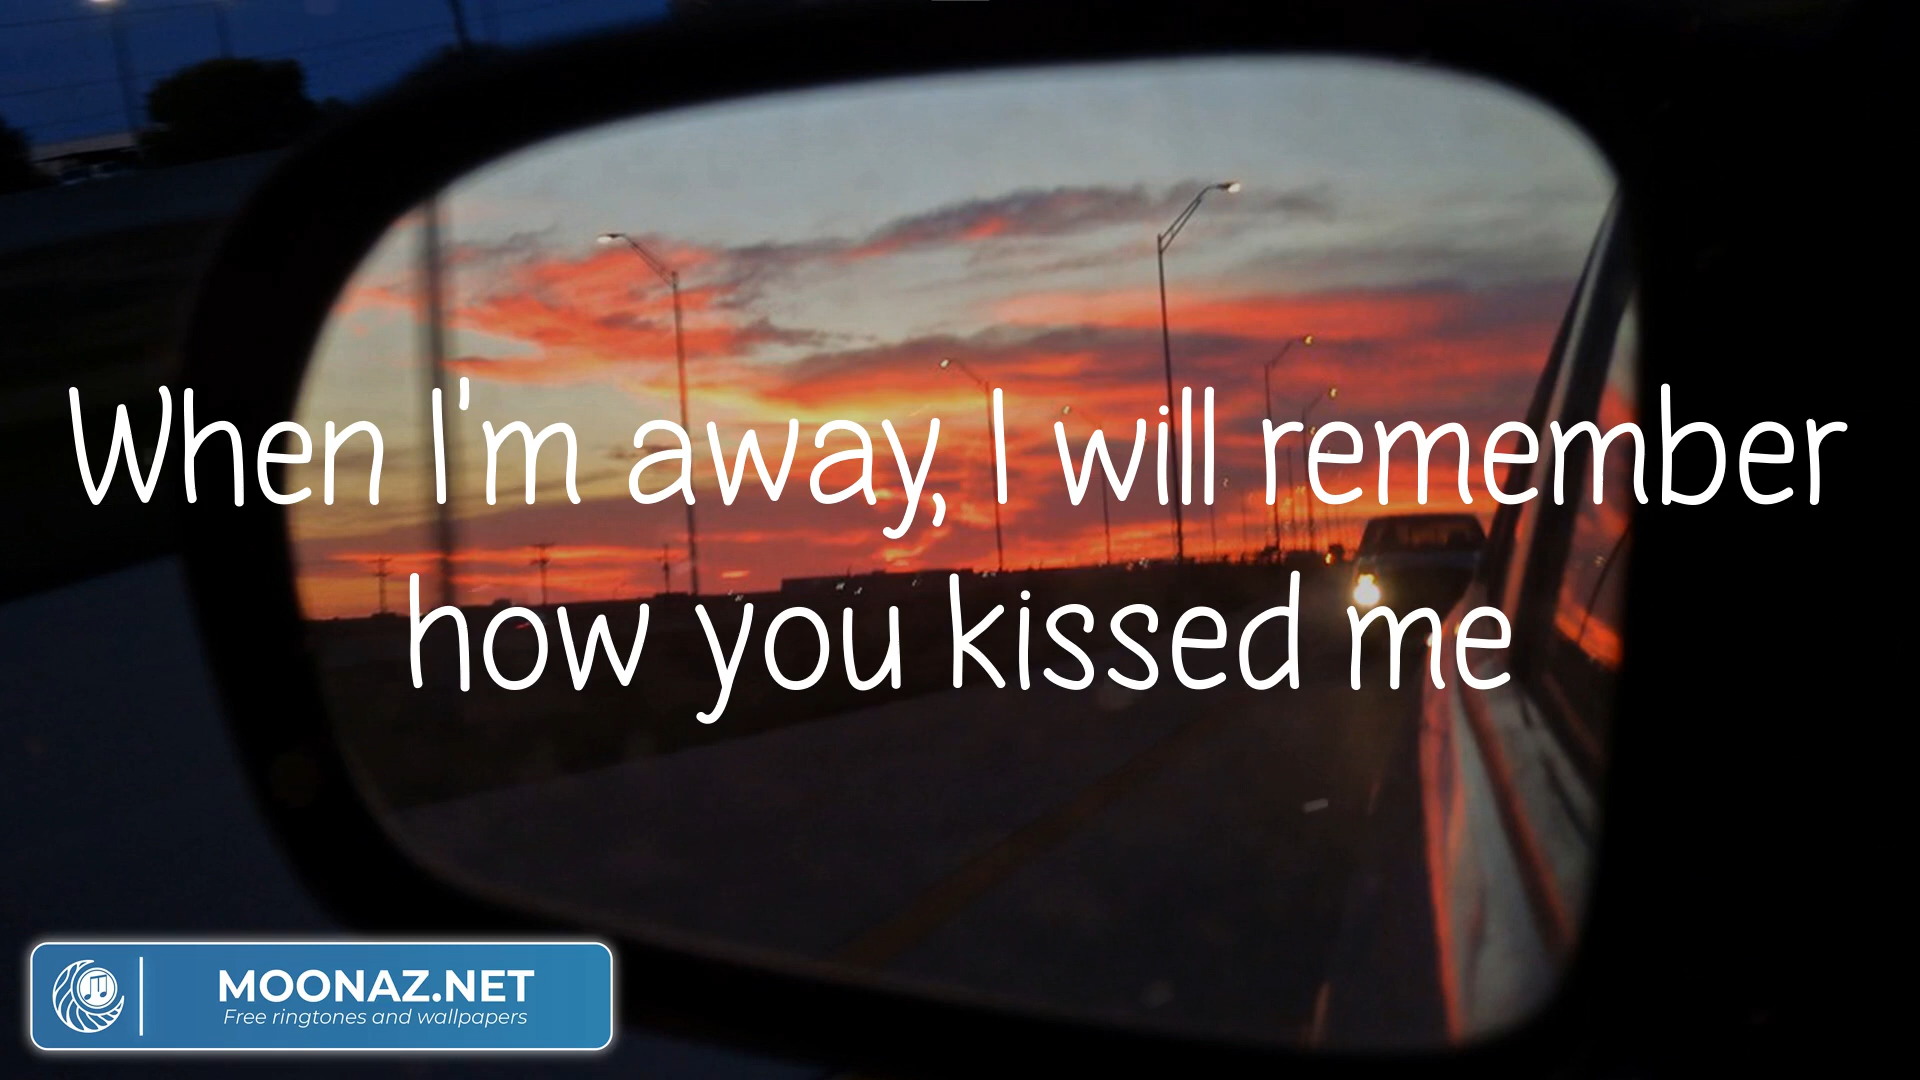 When I'm away, I will remember
how you kissed me
MOONAZ.NET
Free ringtones and wallpapers